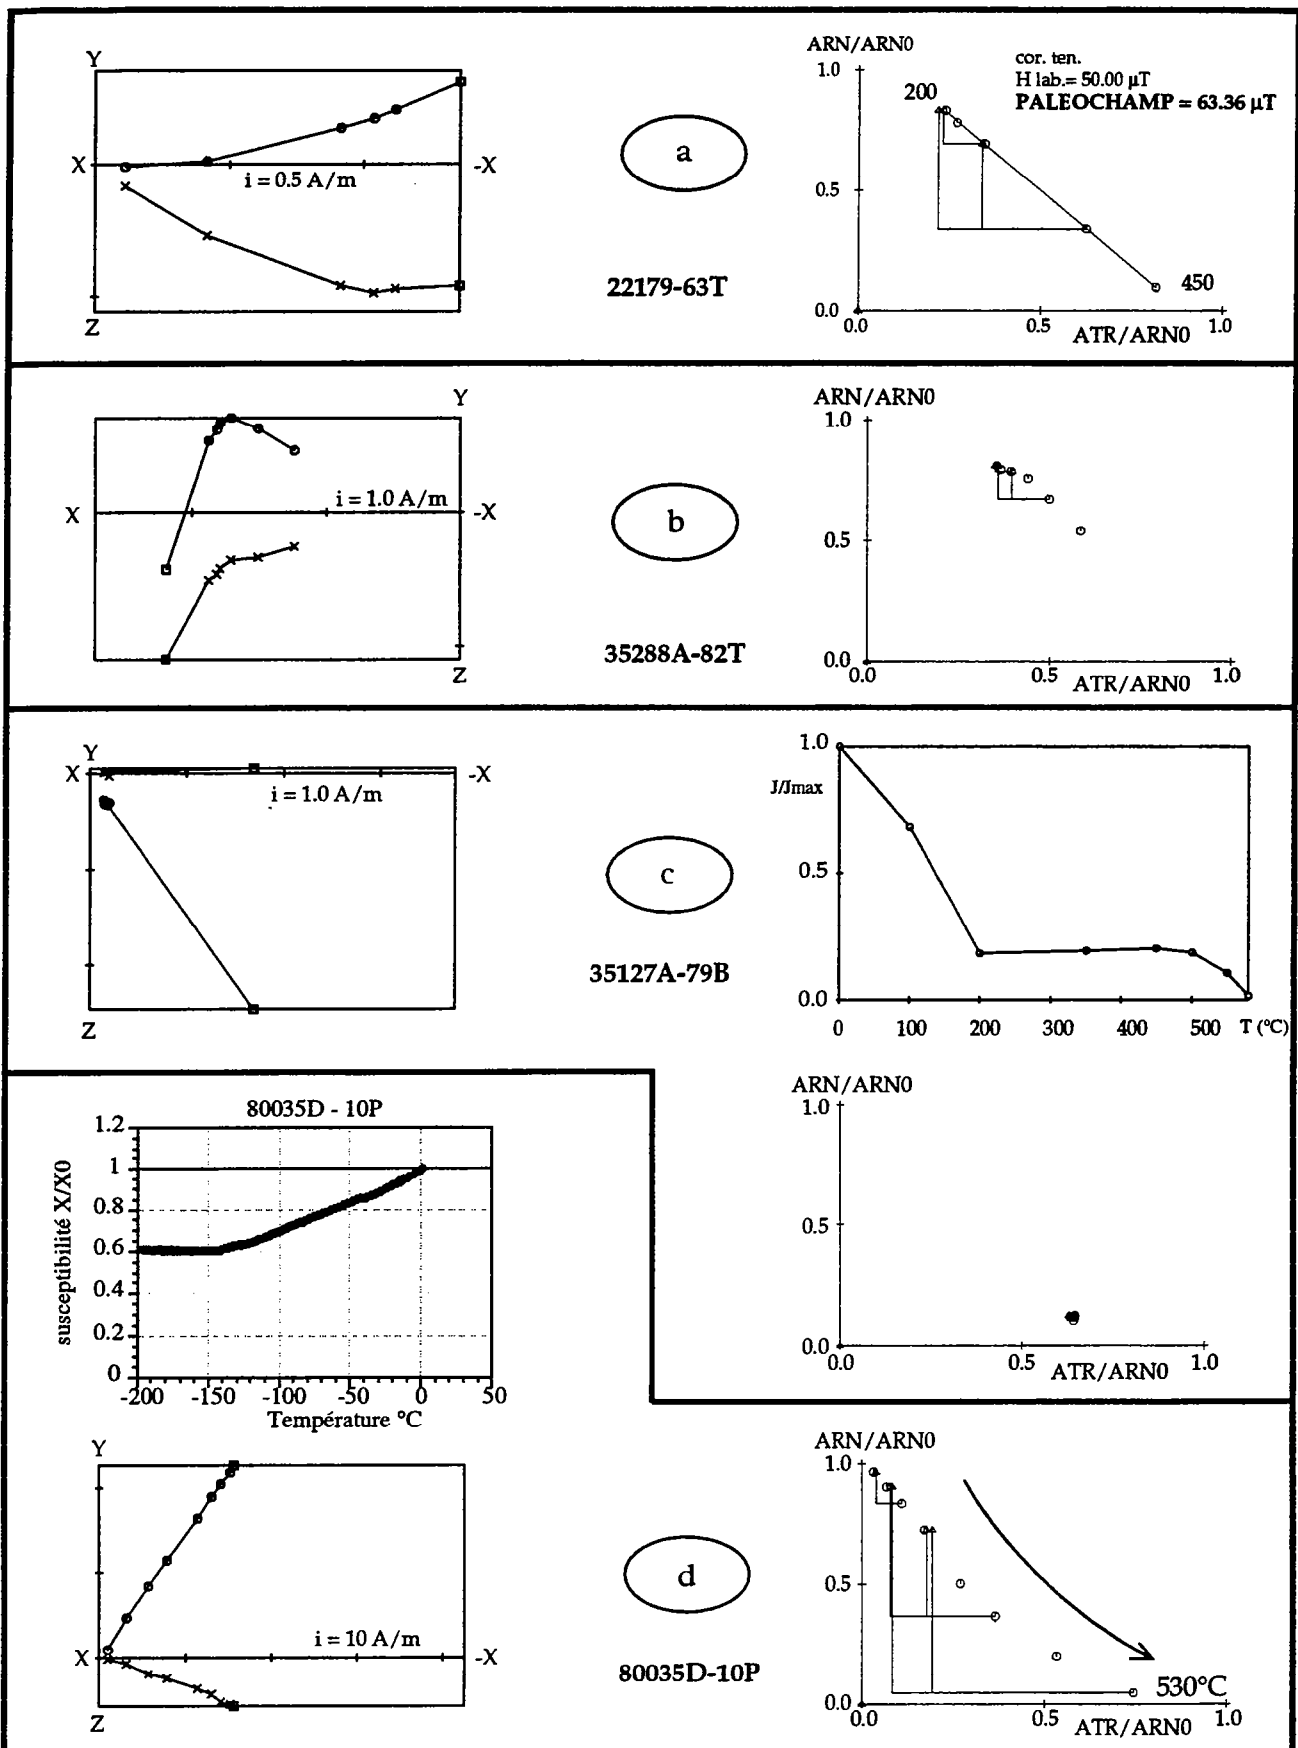 Y
X
-X
i = 0.5 A/m
Z
a
22179-63T
ARN/ARN0
cor. ten.
H lab.= 50.00 µT
PALEOCHAMP = 63.36 µT
1.0
200
0.5
450
0.0
0.0 0.5 1.0
ATR/ARN0
Y
X
-X
i = 1.0 A/m
Z
b
35288A-82T
ARN/ARN0
1.0
0.5
0.0
0.0 0.5 1.0
ATR/ARN0
Y
X
-X
i = 1.0 A/m
Z
c
35127A-79B
1.0
J/Jmax
0.5
0.0
0 100 200 300 400 500 T (°C)
ARN/ARN0
1.0
0.5
0.0
0.0 0.5 1.0
ATR/ARN0
80035D - 10P
susceptibilité X/X0
1.2
1
0.8
0.6
0.4
0.2
0
-200 -150 -100 -50 0 50
Température °C
Y
X
i = 10 A/m
-X
Z
d
80035D-10P
ARN/ARN0
1.0
0.5
0.0
530°C
0.0 0.5 1.0
ATR/ARN0